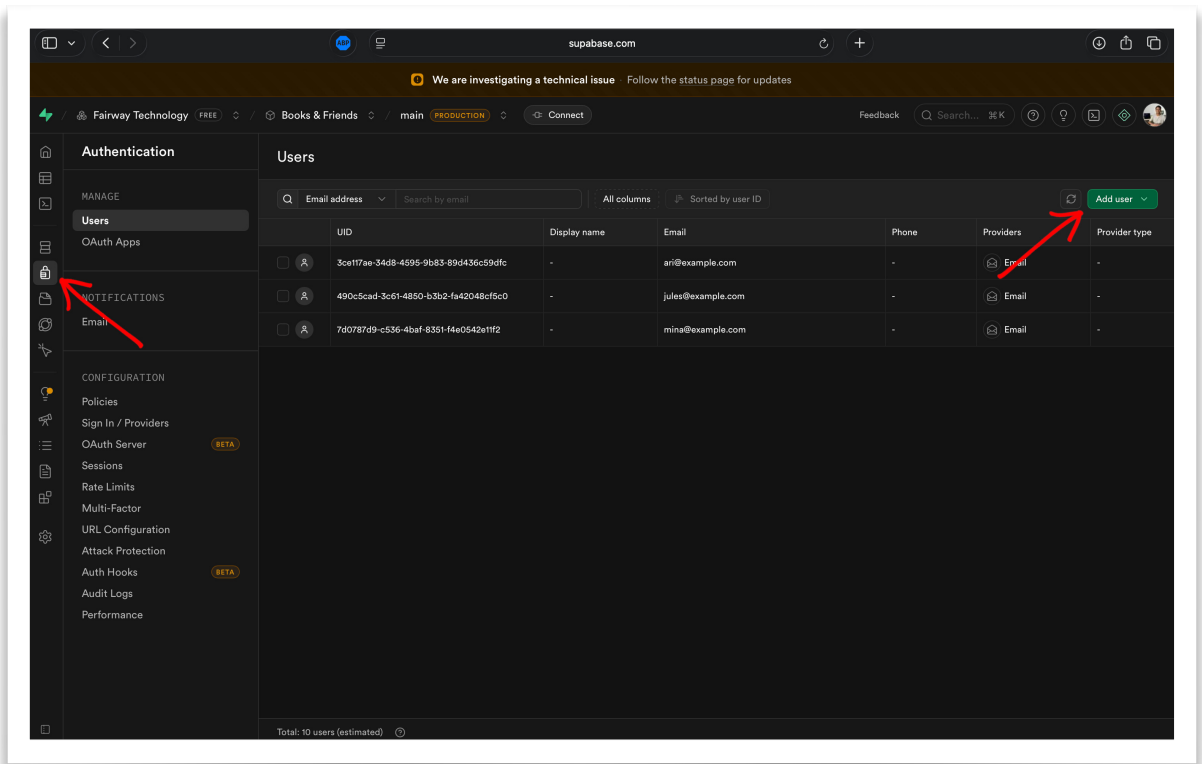 ABP
supabase.com
We are investigating a technical issue · Follow the status page for updates
Fairway Technology FREE / Books & Friends / main PRODUCTION Connect Feedback Search... ⌘K
Authentication
MANAGE
Users
OAuth Apps
NOTIFICATIONS
Email
CONFIGURATION
Policies
Sign In / Providers
OAuth Server BETA
Sessions
Rate Limits
Multi-Factor
URL Configuration
Attack Protection
Auth Hooks BETA
Audit Logs
Performance
Users
Email address Search by email All columns Sorted by user ID Add user
UID Display name Email Phone Providers Provider type
3ce117ae-34d8-4595-9b83-89d436c59dfc - ari@example.com - Email -
490c5cad-3c61-4850-b3b2-fa42048cf5c0 - jules@example.com - Email -
7d0787d9-c536-4baf-8351-f4e0542e11f2 - mina@example.com - Email -
Total: 10 users (estimated)